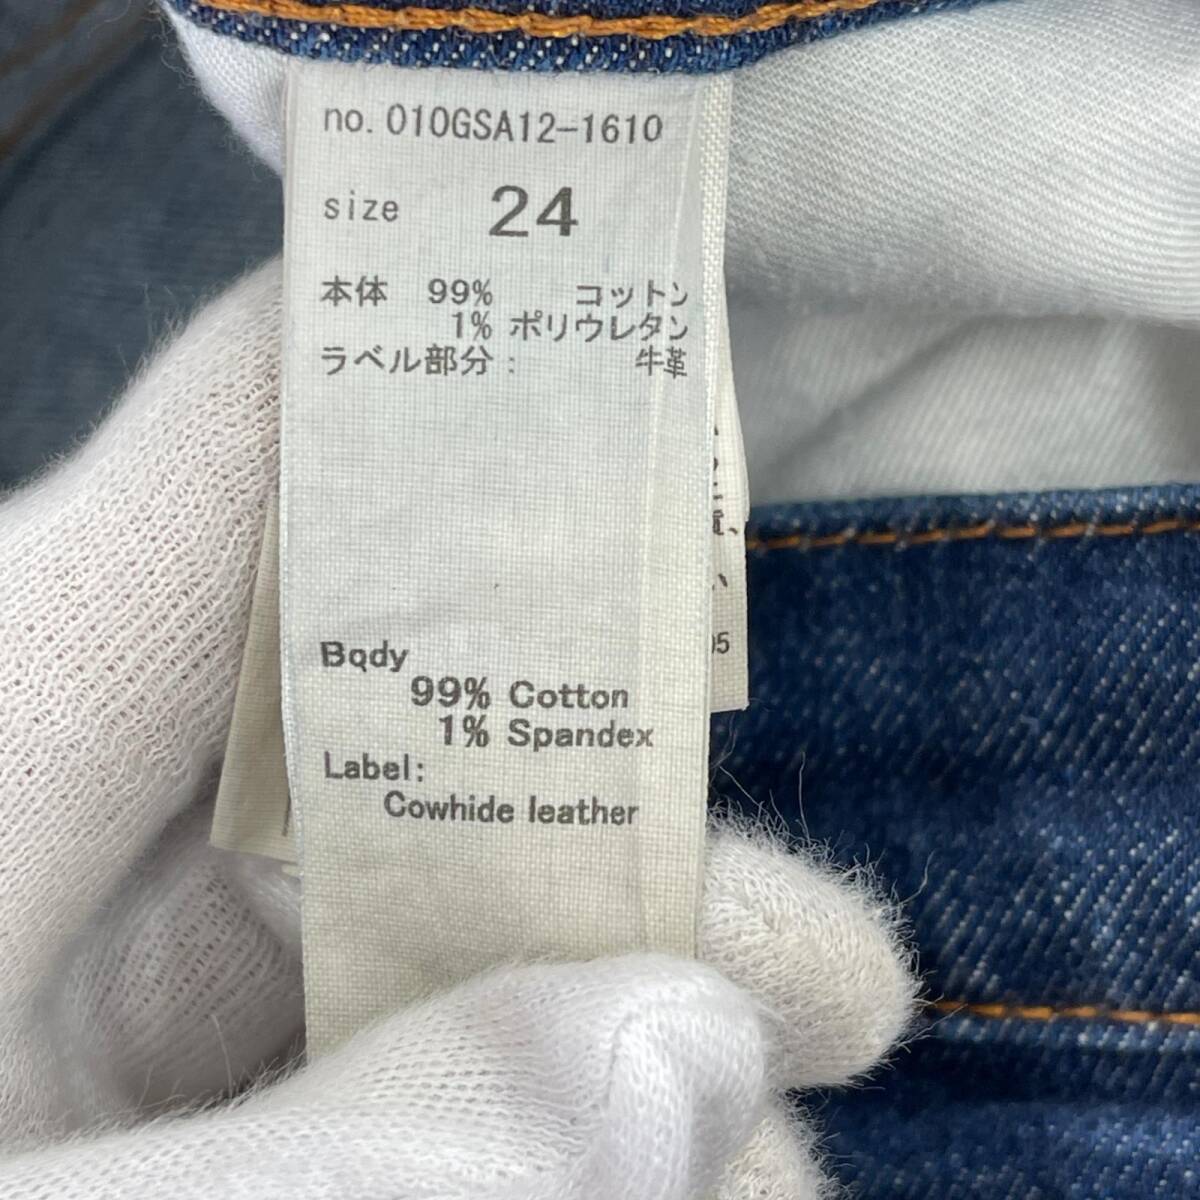 no. 010GSA12-1610
size 24
本体 99% コットン
1% ポリウレタン
ラベル部分: 牛革
Body
99% Cotton
1% Spandex
Label:
Cowhide leather